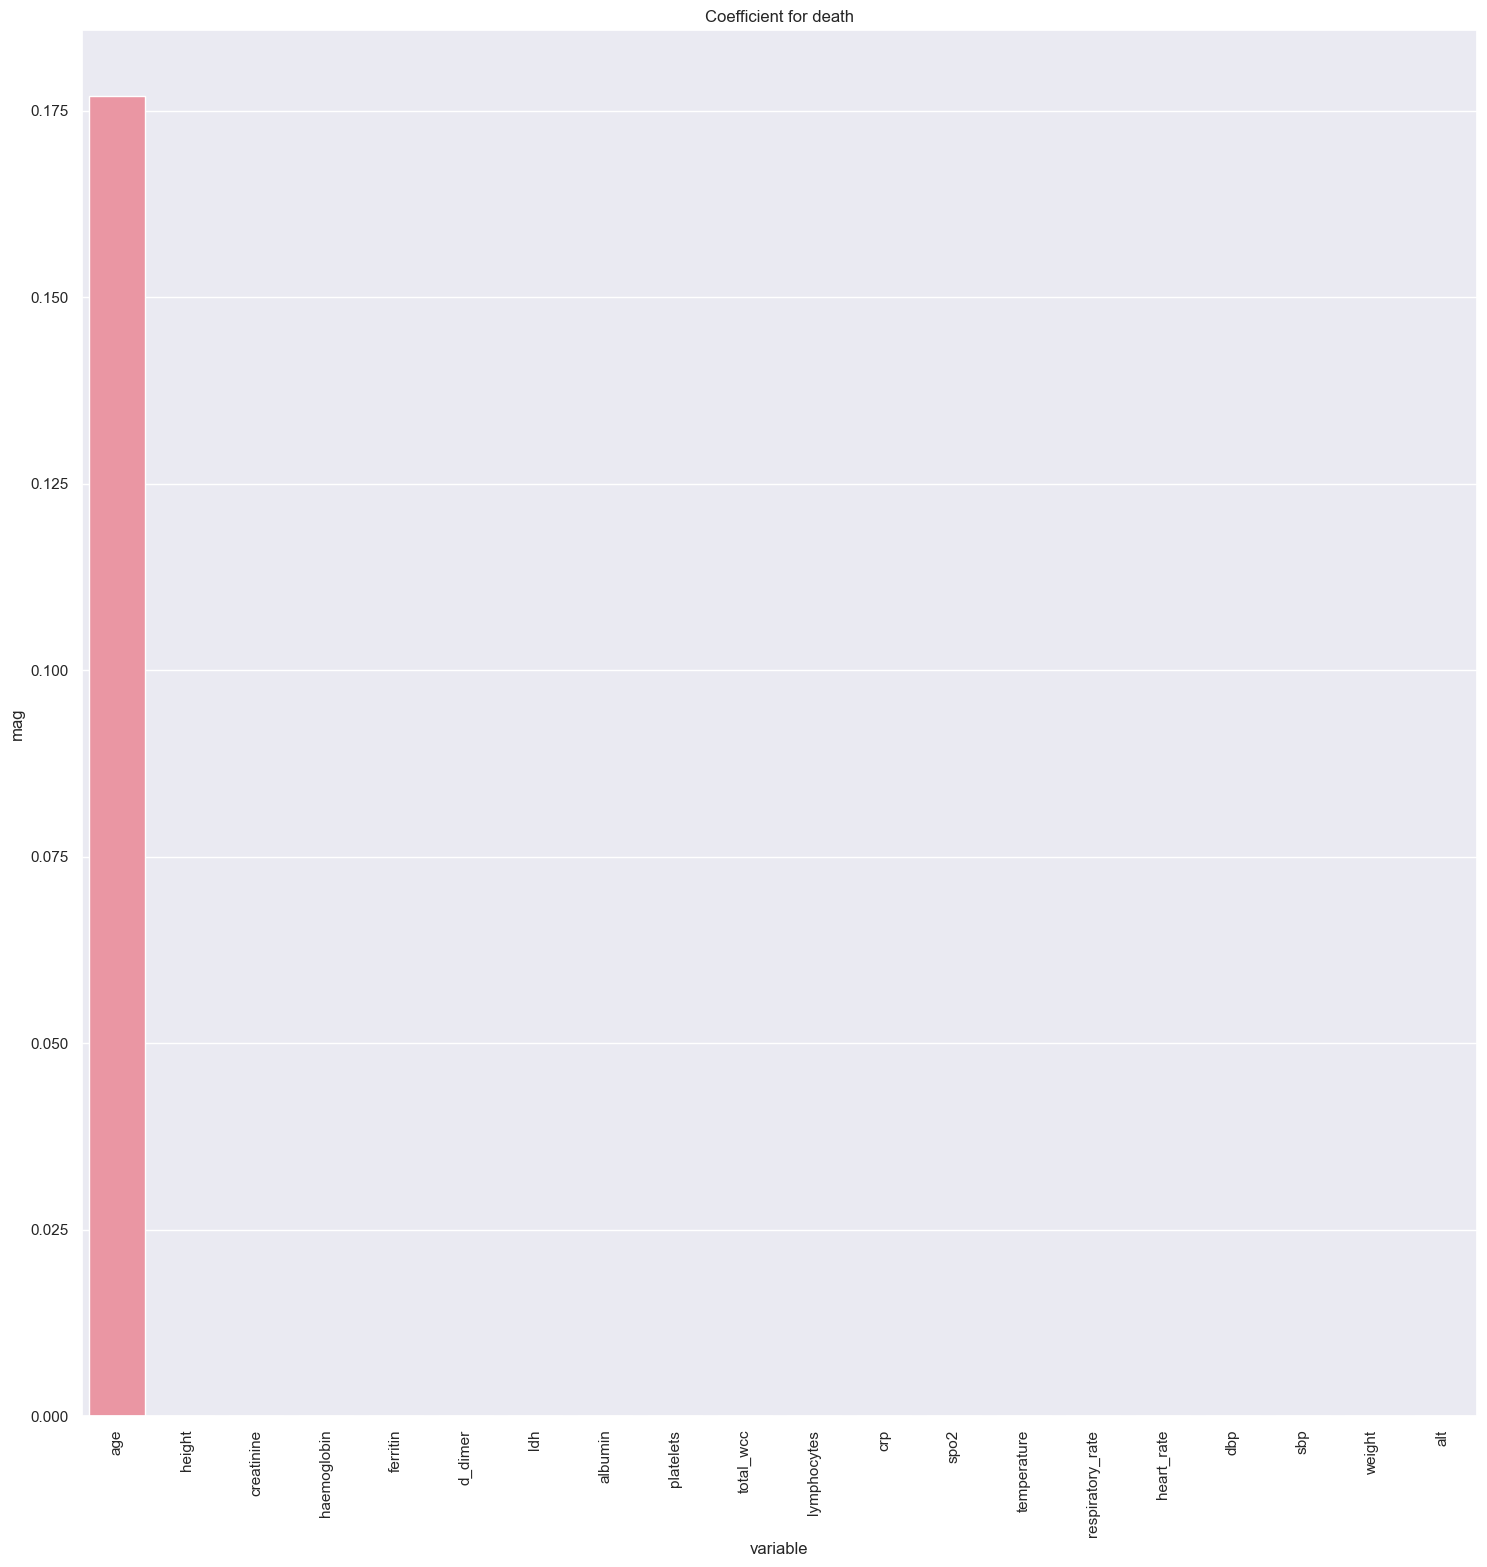 Coefficient for death
0.175
0.150
0.125
0.100
0.075
0.050
0.025
0.000
mag
age
height
creatinine
haemoglobin
ferritin
d_dimer
ldh
albumin
platelets
total_wcc
lymphocytes
crp
spo2
temperature
respiratory_rate
heart_rate
dbp
sbp
weight
alt
variable